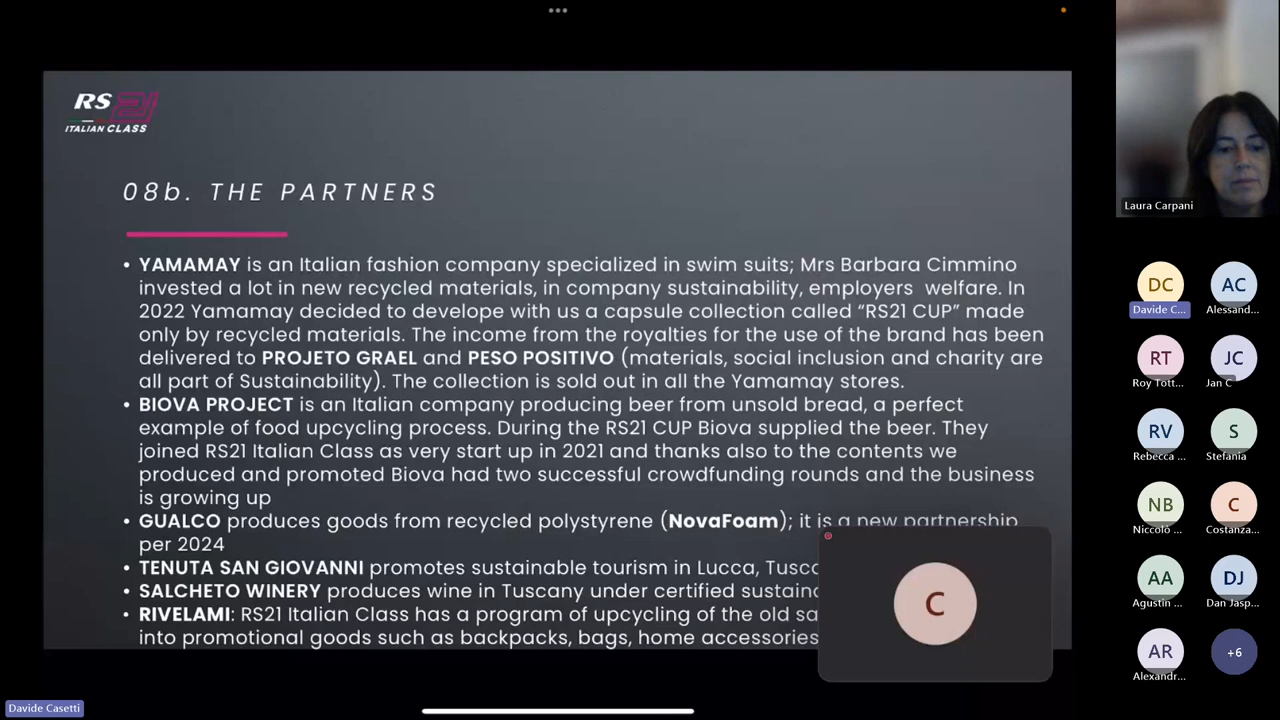 RS 21
ITALIAN CLASS
08b. THE PARTNERS
• YAMAMAY is an Italian fashion company specialized in swim suits; Mrs Barbara Cimmino
invested a lot in new recycled materials, in company sustainability, employers welfare. In
2022 Yamamay decided to develope with us a capsule collection called “RS21 CUP” made
only by recycled materials. The income from the royalties for the use of the brand has been
delivered to PROJETO GRAEL and PESO POSITIVO (materials, social inclusion and charity are
all part of Sustainability). The collection is sold out in all the Yamamay stores.
• BIOVA PROJECT is an Italian company producing beer from unsold bread, a perfect
example of food upcycling process. During the RS21 CUP Biova supplied the beer. They
joined RS21 Italian Class as very start up in 2021 and thanks also to the contents we
produced and promoted Biova had two successful crowdfunding rounds and the business
is growing up
• GUALCO produces goods from recycled polystyrene (NovaFoam); it is a new partnership
per 2024
• TENUTA SAN GIOVANNI promotes sustainable tourism in Lucca, Tusca
• SALCHETO WINERY produces wine in Tuscany under certified sustaina
• RIVELAMI: RS21 Italian Class has a program of upcycling of the old sa
into promotional goods such as backpacks, bags, home accessories
C
Davide Casetti
Laura Carpani
DC
Davide C...
AC
Alessand...
RT
Roy Tott...
JC
Jan C
RV
Rebecca ...
S
Stefania
NB
Niccolò ...
C
Costanza...
AA
Agustin ...
DJ
Dan Jasp...
AR
Alexandr...
+6